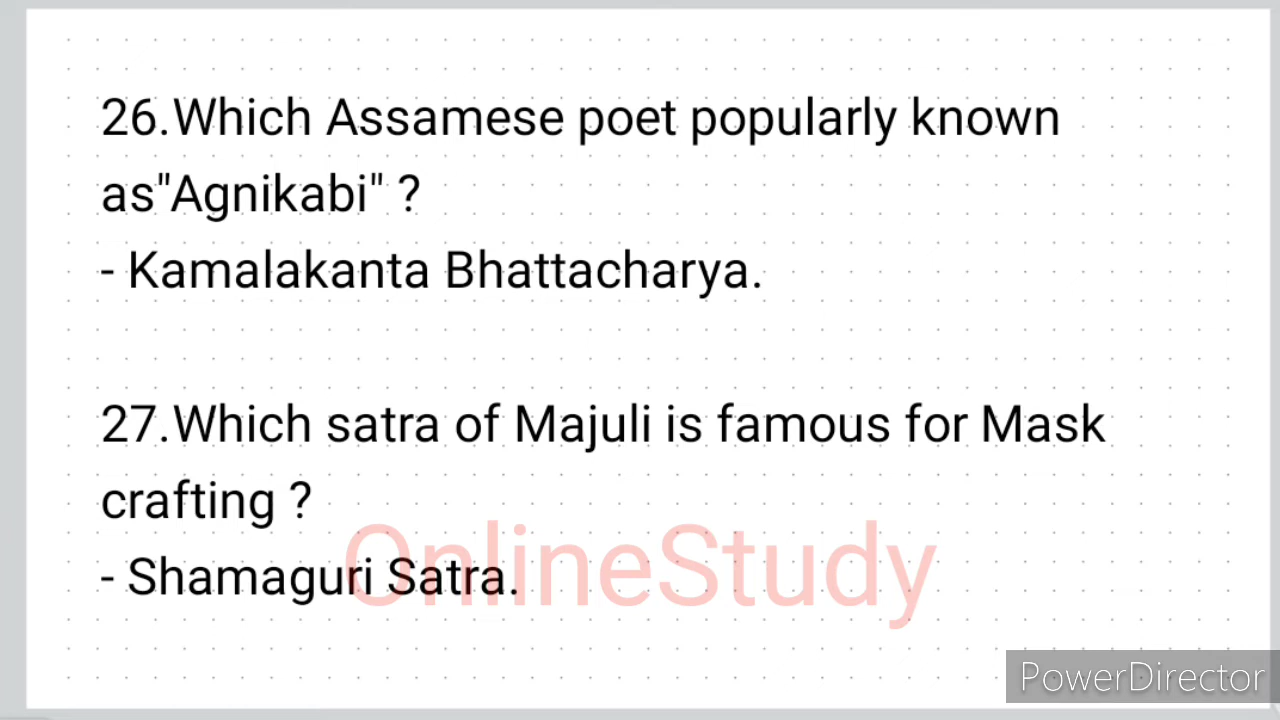 26.Which Assamese poet popularly known
as"Agnikabi" ?
- Kamalakanta Bhattacharya.
27.Which satra of Majuli is famous for Mask
crafting ?
- Shamaguri Satra.
OnlineStudy
PowerDirector